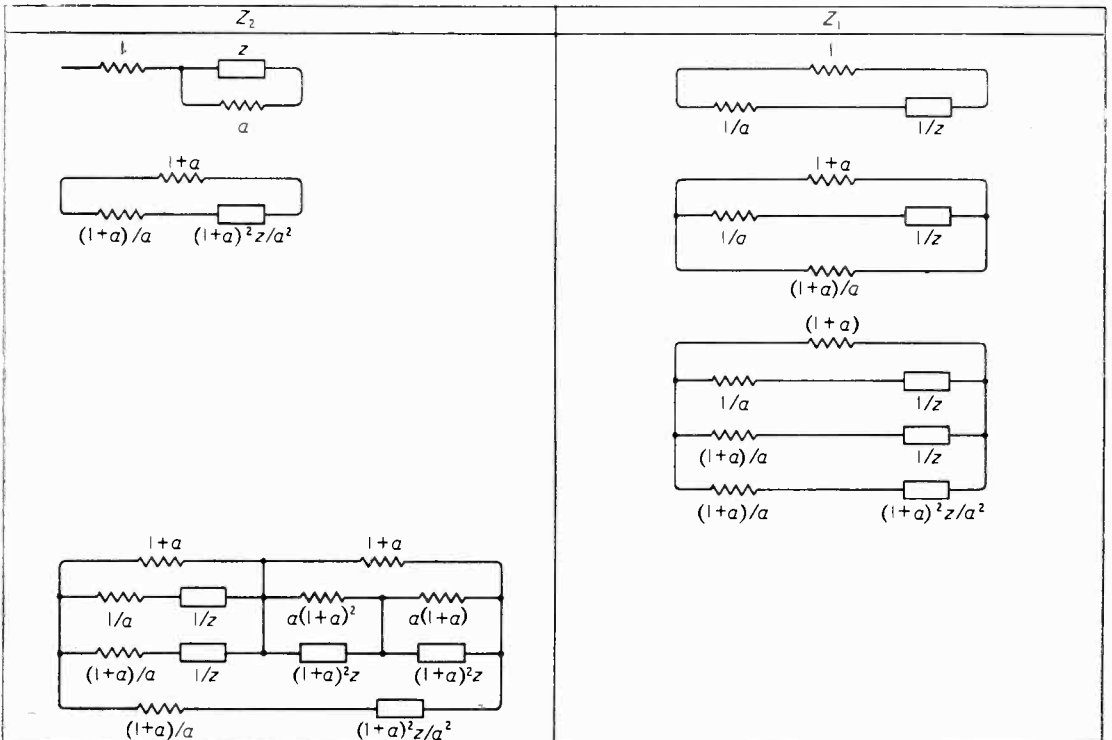 Z₂ Z₁
1
z
a
1
1/a 1/z
1+a
(1+a)/a (1+a)²z/a²
1+a
1/a 1/z
(1+a)/a
(1+a)
1/a 1/z
(1+a)/a 1/z
(1+a)/a (1+a)²z/a²
1+a 1+a
1/a 1/z a(1+a)² a(1+a)
(1+a)/a 1/z (1+a)²z (1+a)²z
(1+a)/a (1+a)²z/a²